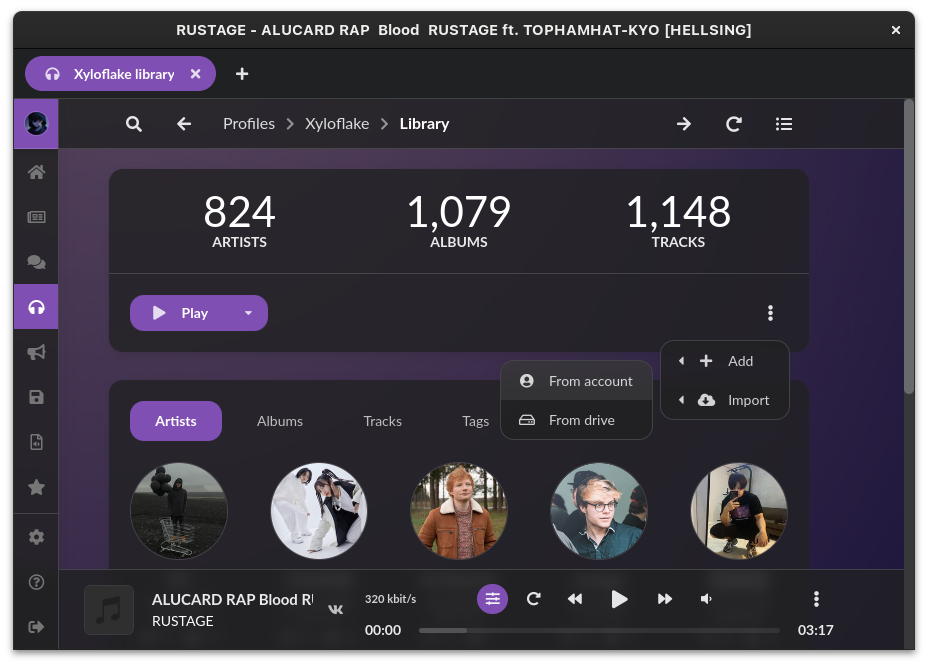 RUSTAGE - ALUCARD RAP Blood RUSTAGE ft. TOPHAMHAT-KYO [HELLSING]
Xyloflake library
Profiles Xyloflake Library
824 1,079 1,148
ARTISTS ALBUMS TRACKS
Play
Add
From account
Import
From drive
Artists Albums Tracks Tags
ALUCARD RAP Blood R
320 kbit/s
RUSTAGE
00:00 03:17